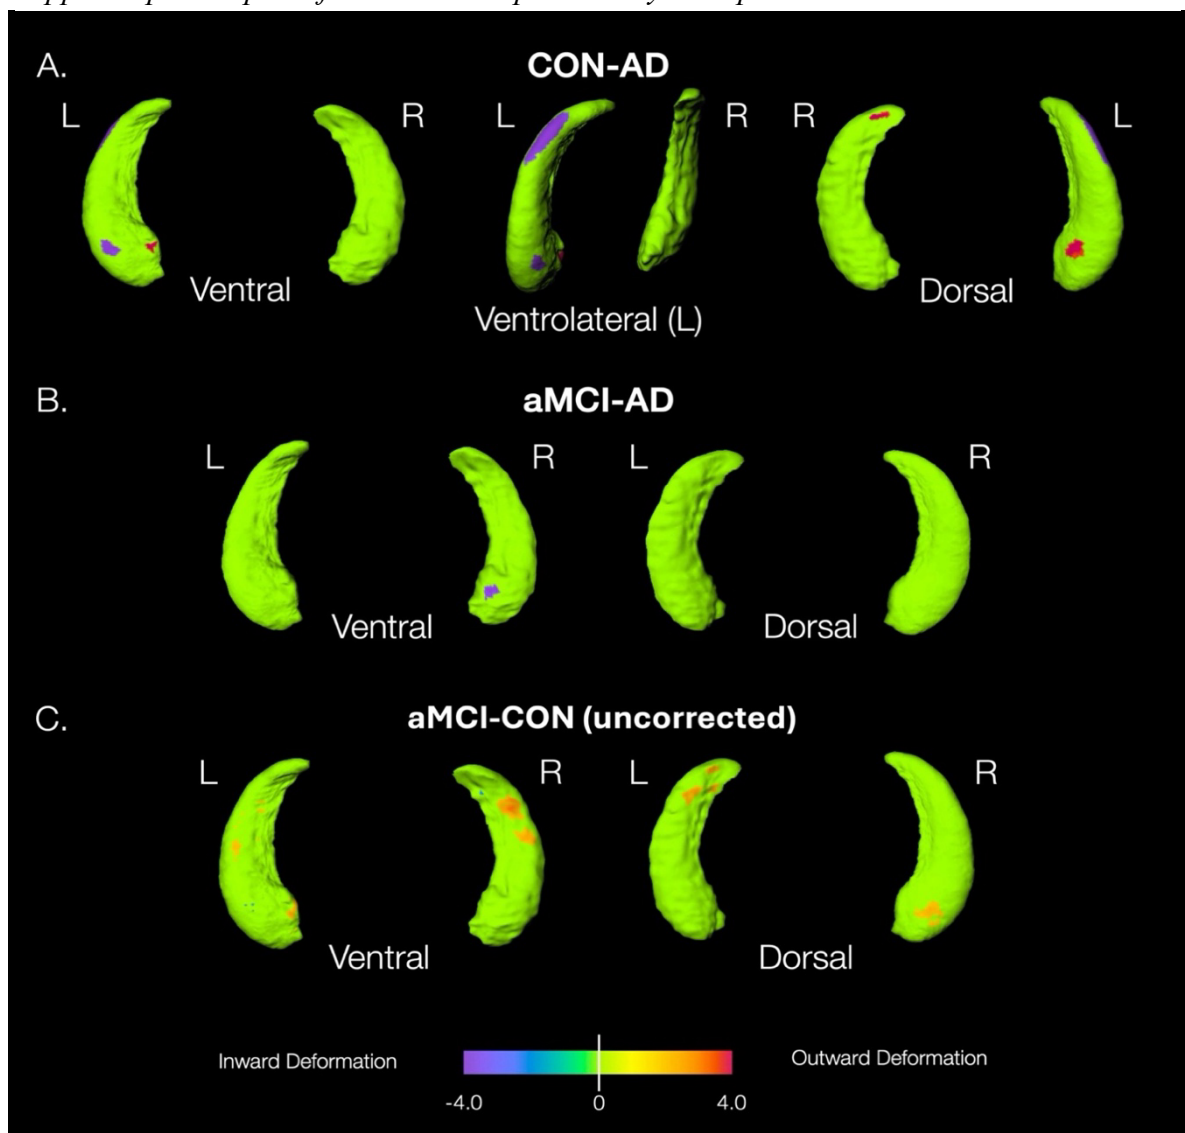 A.
CON-AD
L R L R R L
Ventral
Ventrolateral (L)
Dorsal
B.
aMCI-AD
L R L R
Ventral
Dorsal
C.
aMCI-CON (uncorrected)
L R L R
Ventral
Dorsal
Inward Deformation
Outward Deformation
-4.0 0 4.0